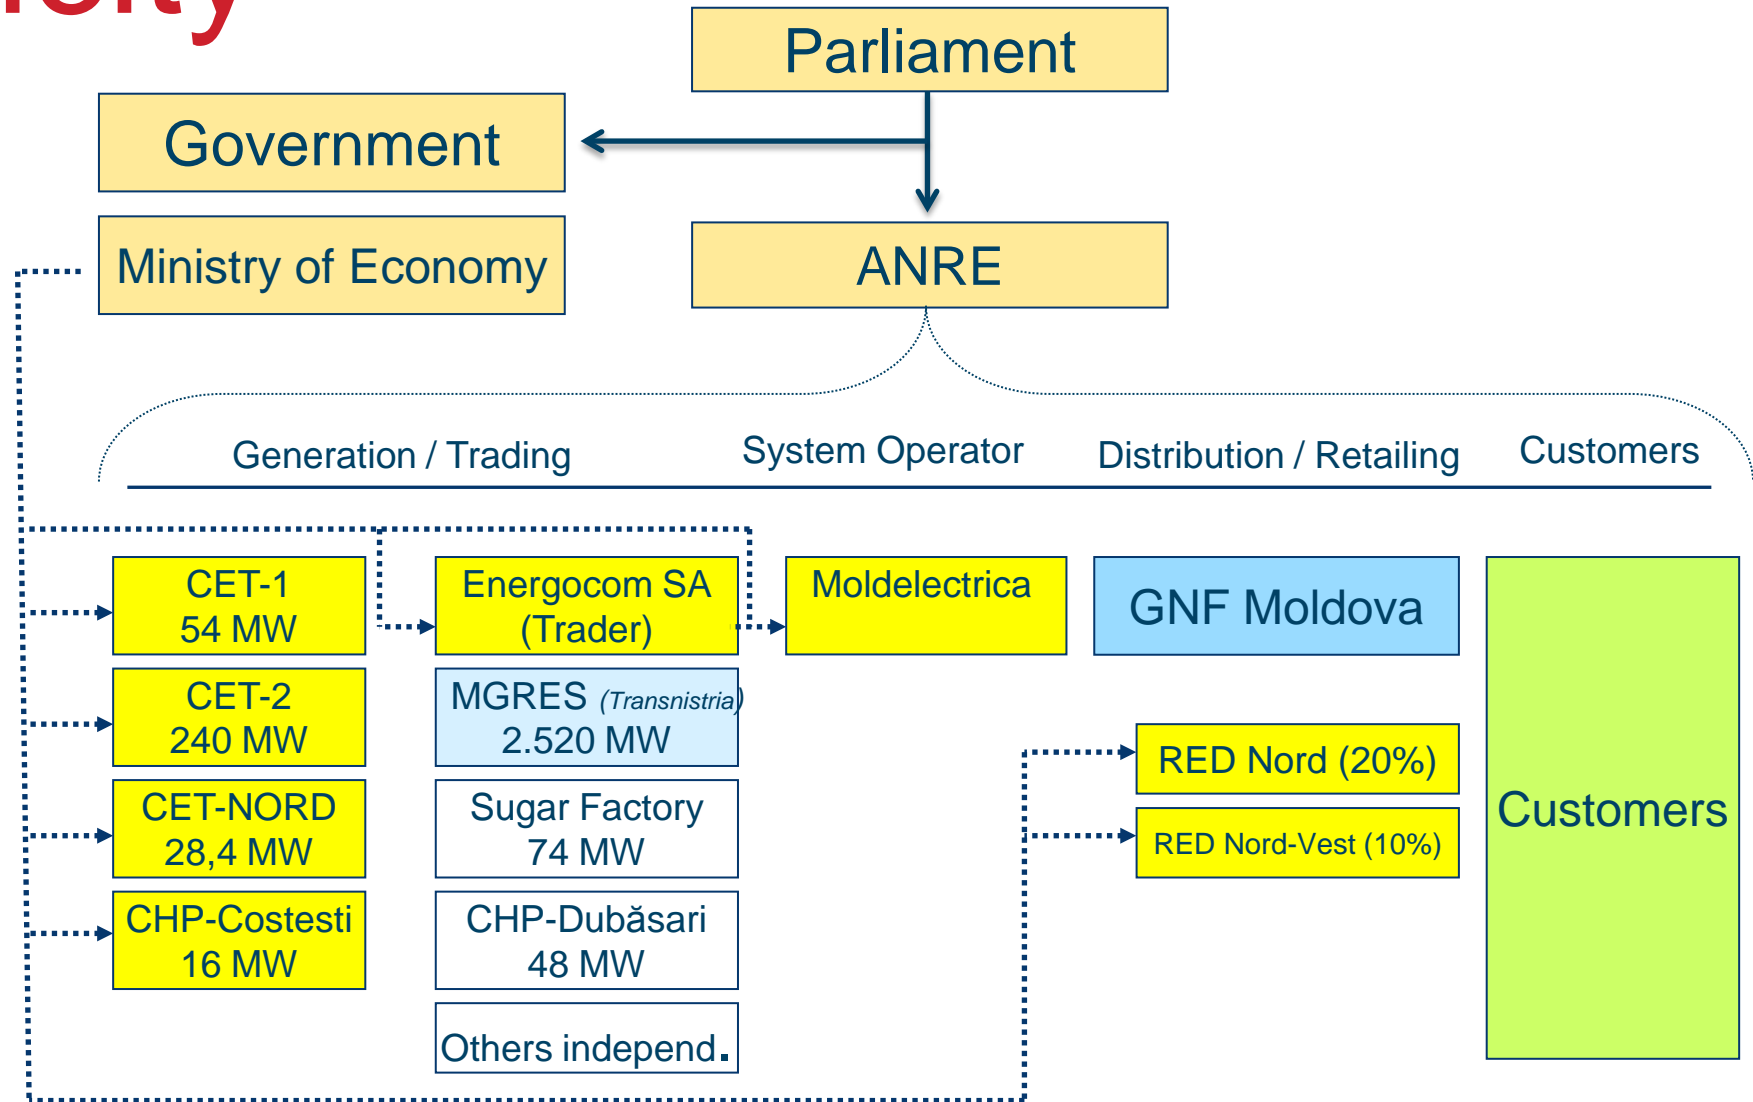 Parliament
Government
Ministry of Economy
ANRE
Generation / Trading
System Operator
Distribution / Retailing
Customers
CET-1
54 MW
Energocom SA
(Trader)
Moldelectrica
GNF Moldova
CET-2
240 MW
MGRES (Transnistria)
2.520 MW
RED Nord (20%)
CET-NORD
28,4 MW
Sugar Factory
74 MW
RED Nord-Vest (10%)
Customers
CHP-Costesti
16 MW
CHP-Dubăsari
48 MW
Others independ.